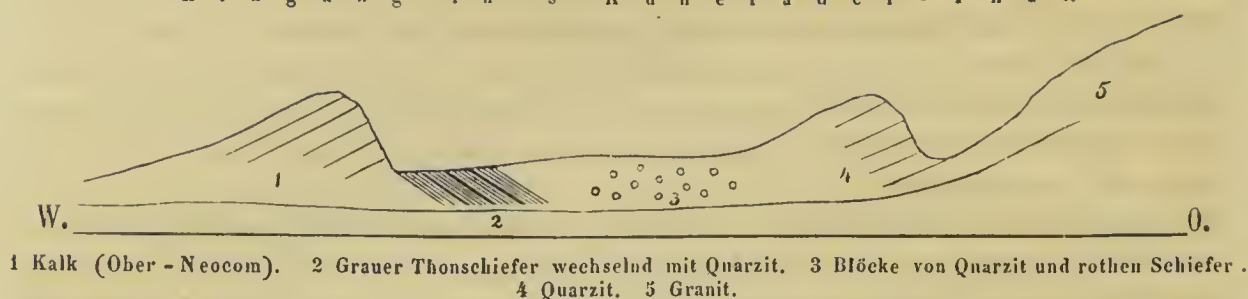 1
2
3
4
5
W.
O.
1 Kalk (Ober-Neocom). 2 Grauer Thonschiefer wechselnd mit Quarzit. 3 Blöcke von Quarzit und rothen Schiefer.
4 Quarzit. 5 Granit.